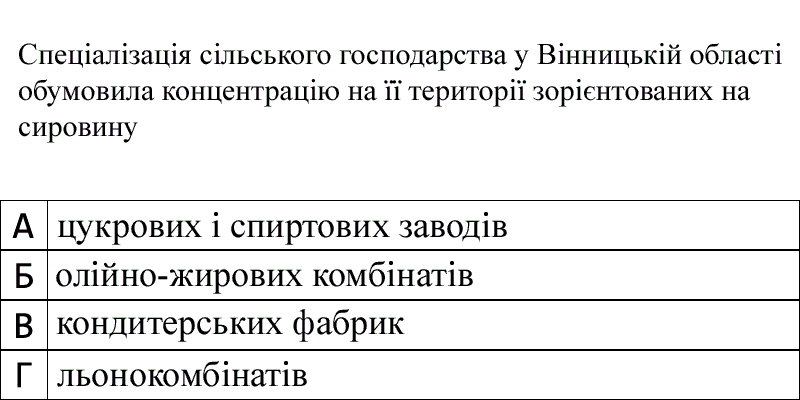 Спеціалізація сільського господарства у Вінницькій області
обумовила концентрацію на її території зорієнтованих на
сировину
А цукрових і спиртових заводів
Б олійно-жирових комбінатів
В кондитерських фабрик
Г льонокомбінатів